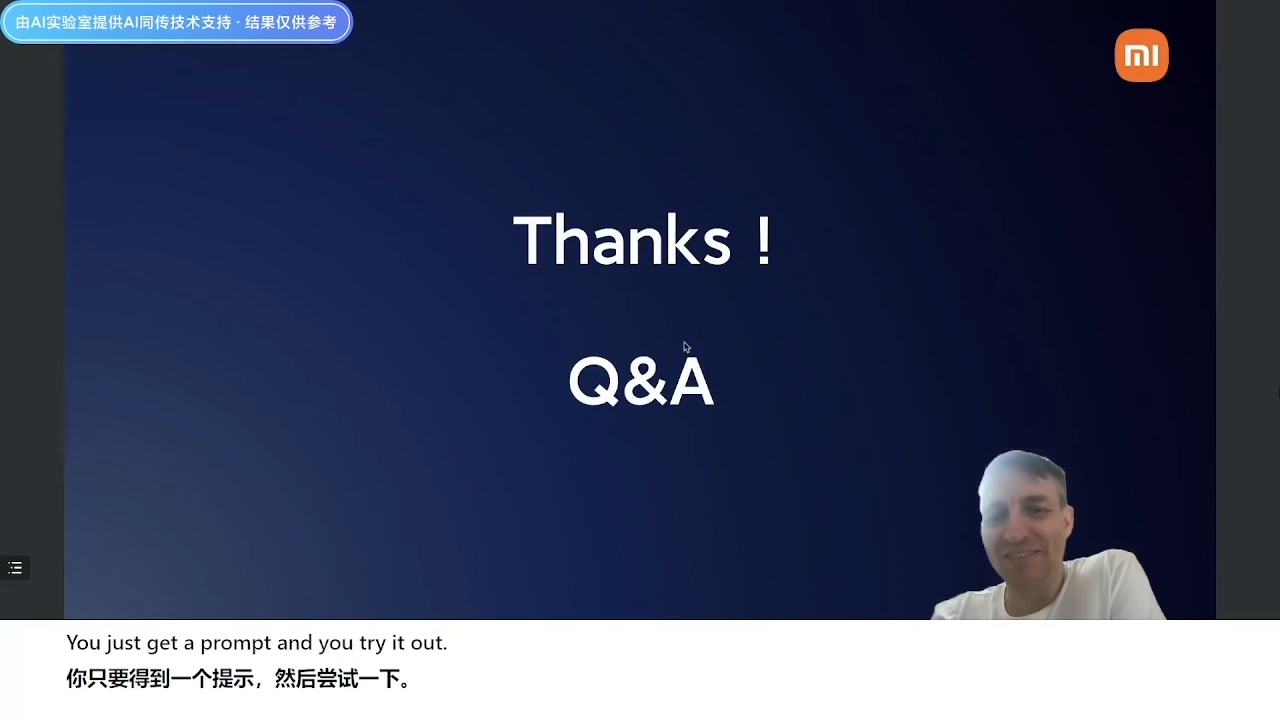 由AI实验室提供AI同传技术支持 · 结果仅供参考
mi
Thanks！
Q&A
You just get a prompt and you try it out.
你只要得到一个提示，然后尝试一下。